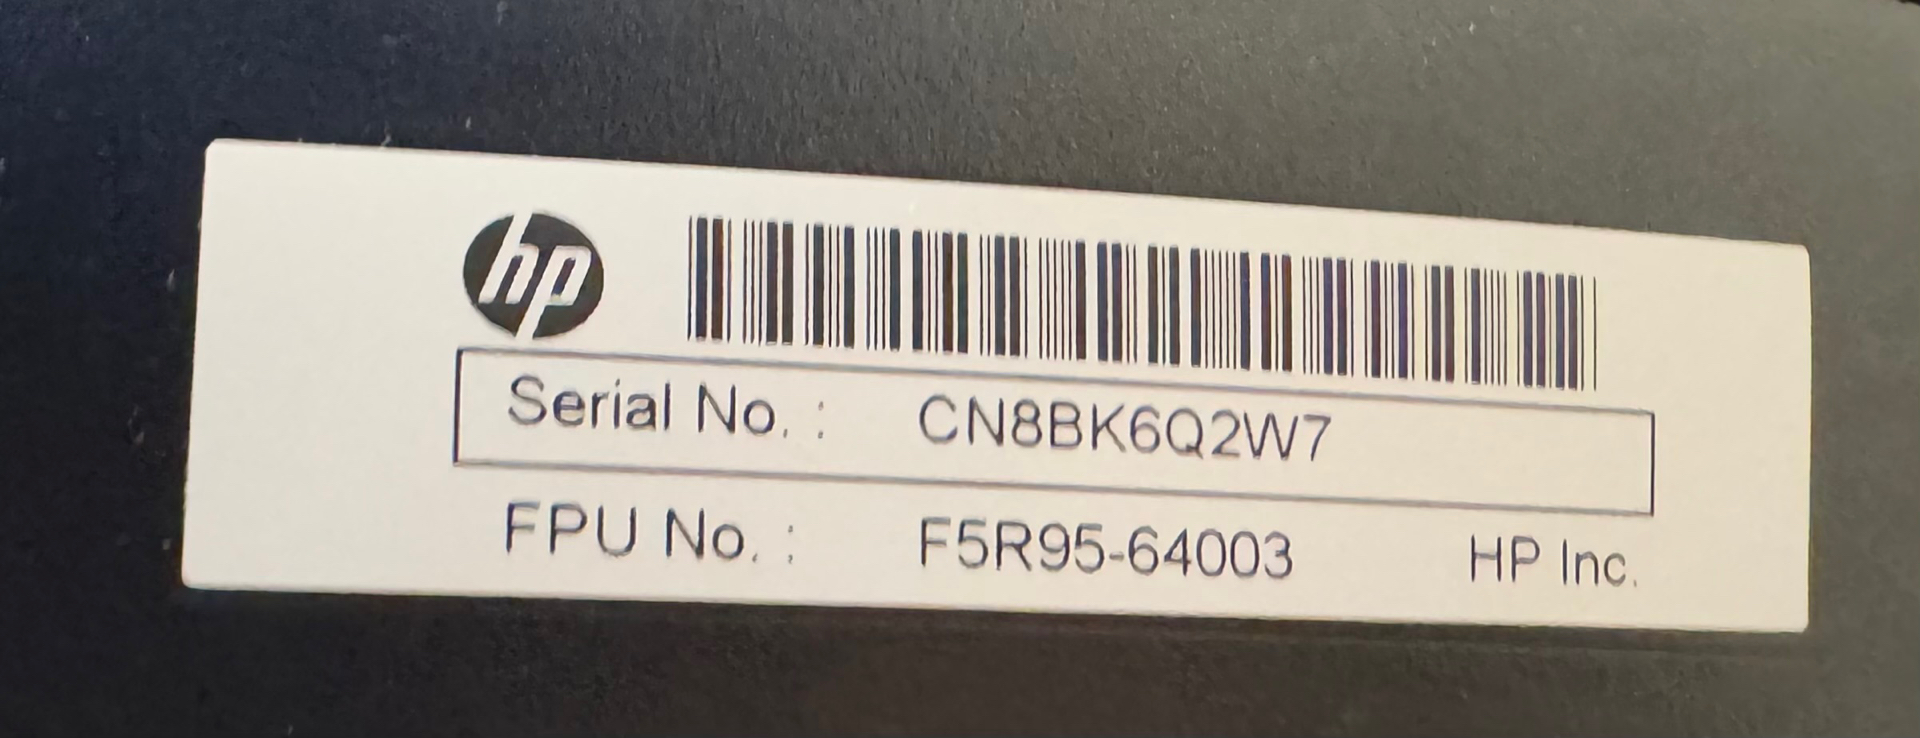 hp
Serial No. : CN8BK6Q2W7
FPU No. : F5R95-64003 HP Inc.